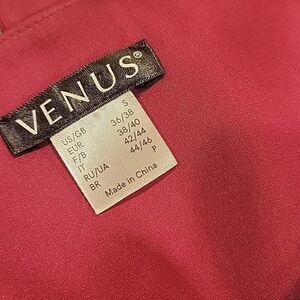 VENUS®
US/GB S
EUR 36/38
F/B 38/40
IT 42/44
RU/UA 44/46
BR P
Made in China